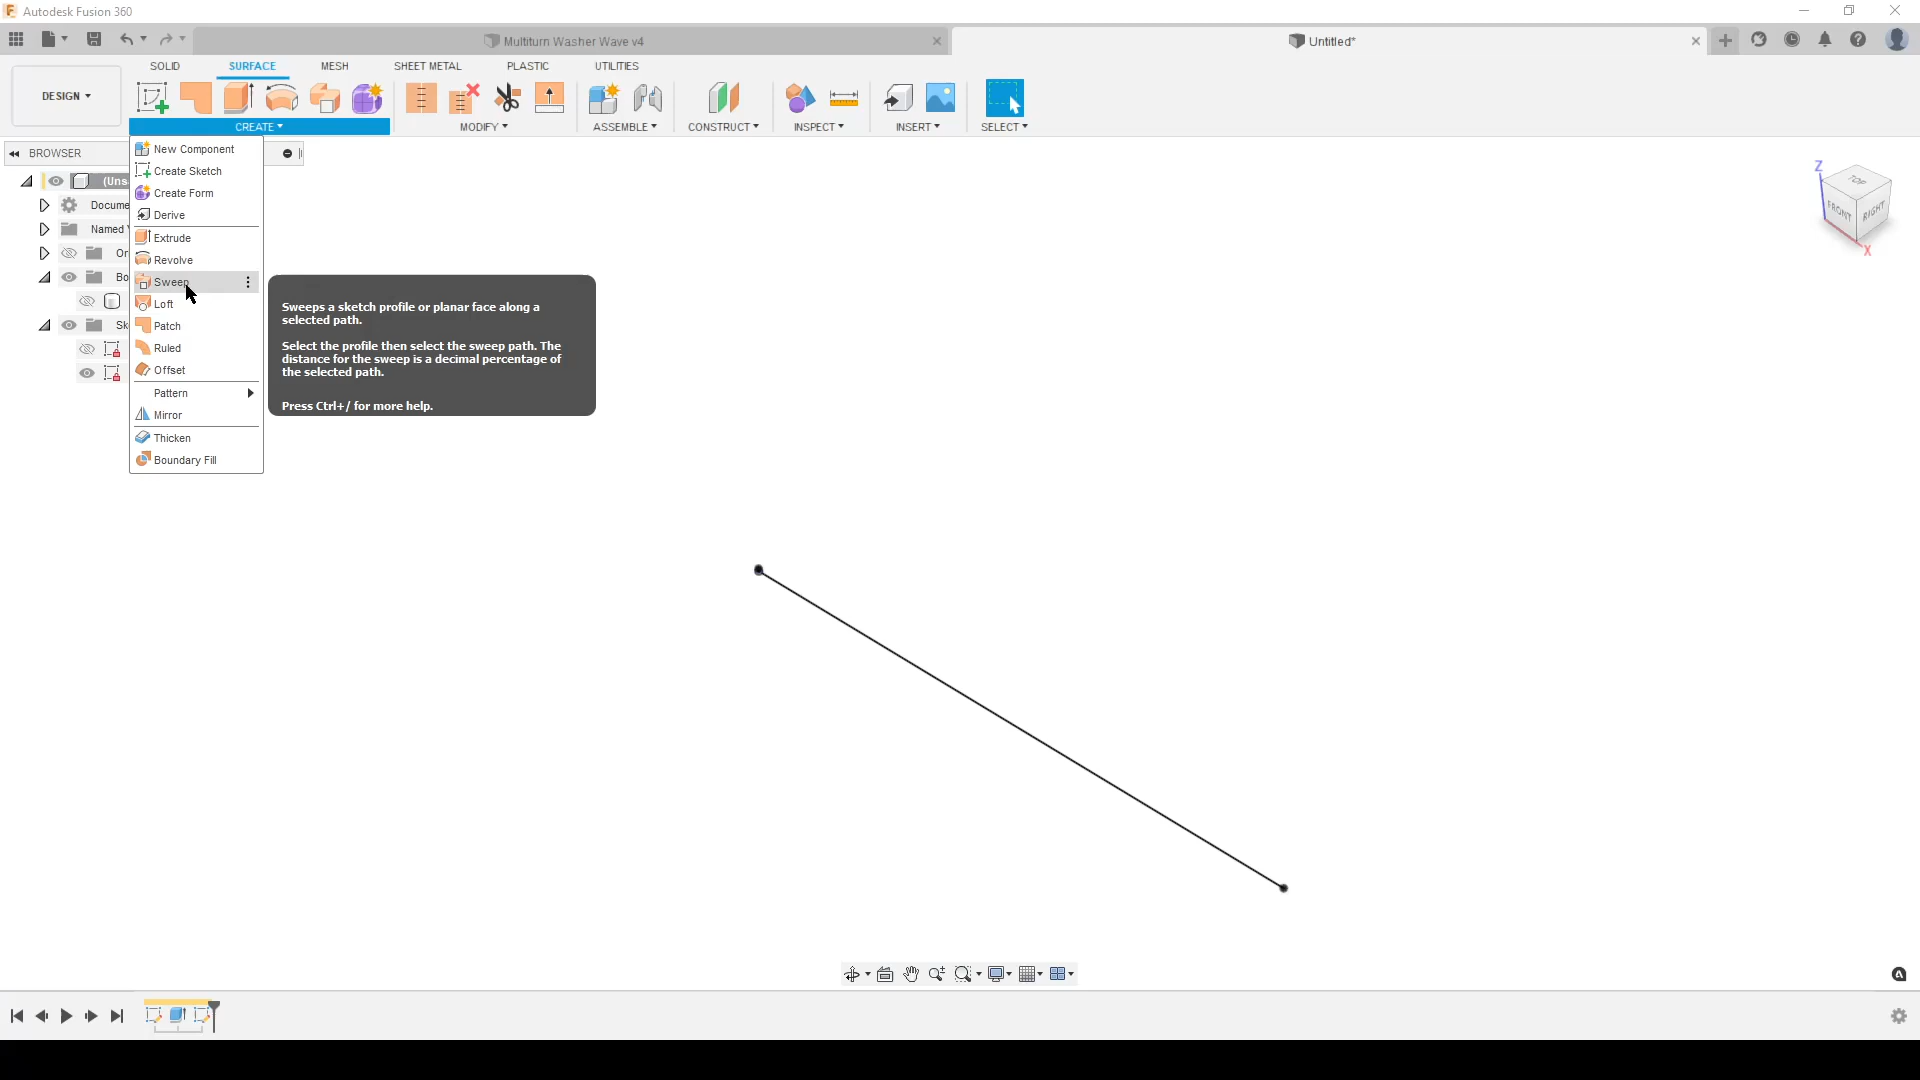 Autodesk Fusion 360
Multiturn Washer Wave v4
Untitled*
DESIGN
SOLID
SURFACE
MESH
SHEET METAL
PLASTIC
UTILITIES
CREATE
MODIFY
ASSEMBLE
CONSTRUCT
INSPECT
INSERT
SELECT
BROWSER
(Uns
Docume
Named
Or
Bo
Sk
New Component
Create Sketch
Create Form
Derive
Extrude
Revolve
Sweep
Loft
Patch
Ruled
Offset
Pattern
Mirror
Thicken
Boundary Fill
Sweeps a sketch profile or planar face along a
selected path.
Select the profile then select the sweep path. The
distance for the sweep is a decimal percentage of
the selected path.
Press Ctrl+/ for more help.
Z
TOP
FRONT
RIGHT
X